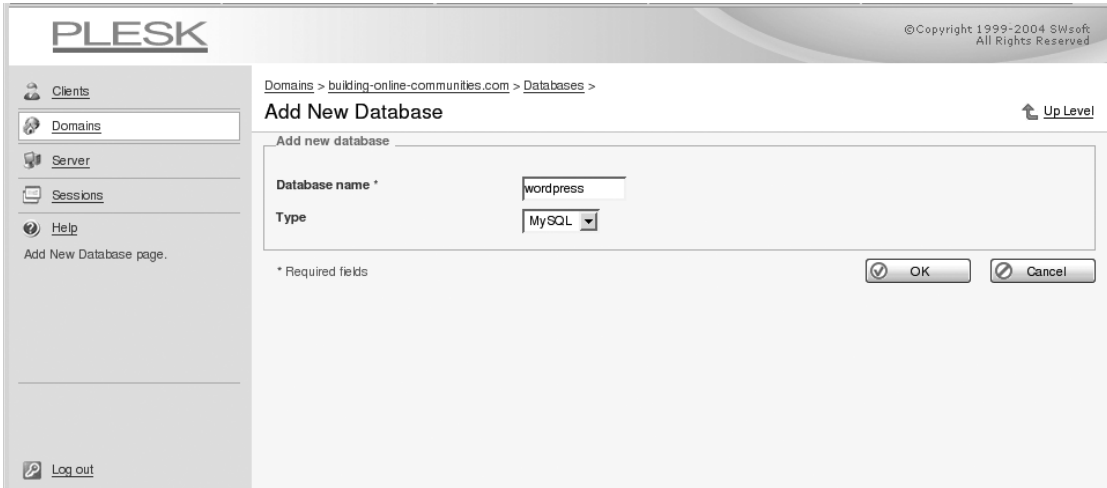 PLESK
©Copyright 1999-2004 SWsoft
All Rights Reserved
Clients
Domains
Server
Sessions
Help
Add New Database page.
Log out
Domains > building-online-communities.com > Databases >
Add New Database
Up Level
Add new database
Database name *
wordpress
Type
MySQL
* Required fields
OK
Cancel